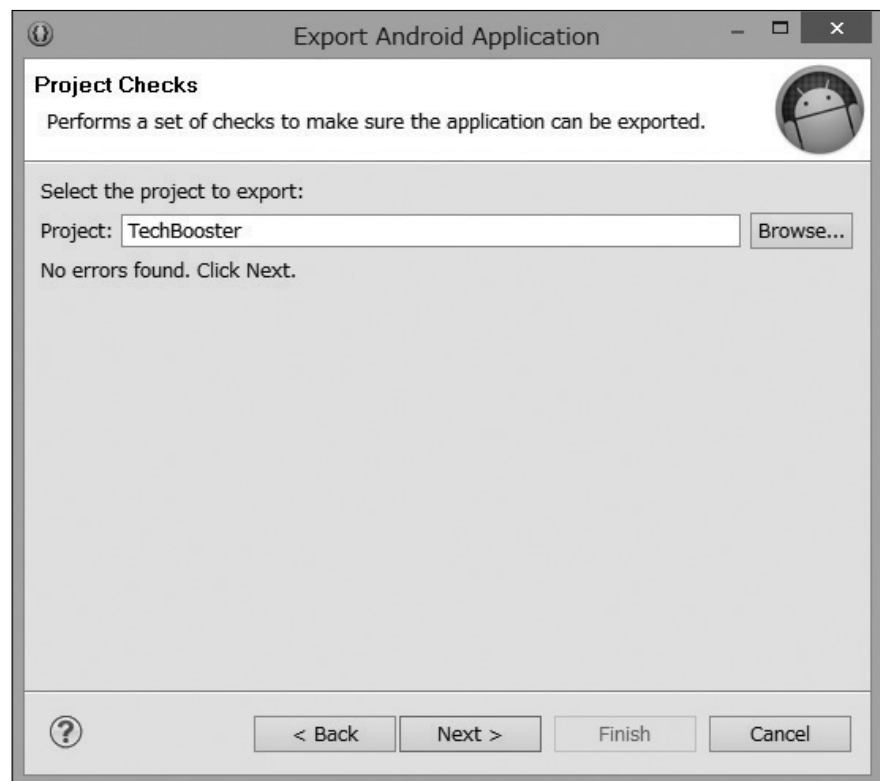 Export Android Application
Project Checks
Performs a set of checks to make sure the application can be exported.
Select the project to export:
Project: TechBooster Browse...
No errors found. Click Next.
? < Back Next > Finish Cancel